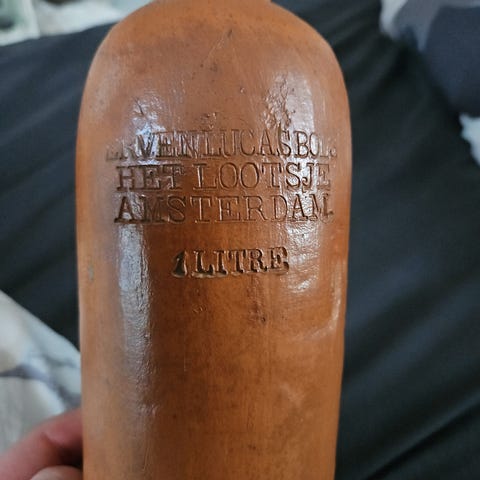 ERVEN LUCAS BOLS
HET LOOTSJE
AMSTERDAM.
1 LITRE